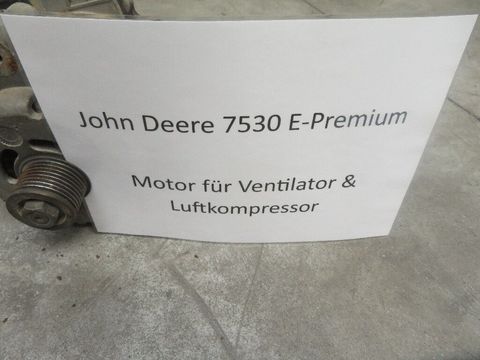 John Deere 7530 E-Premium
Motor für Ventilator &
Luftkompressor